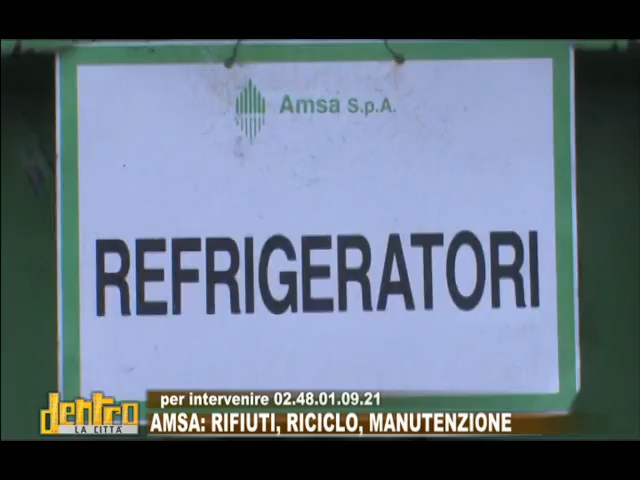 Amsa S.p.A.
REFRIGERATORI
per intervenire 02.48.01.09.21
dentro
LA CITTÀ
AMSA: RIFIUTI, RICICLO, MANUTENZIONE